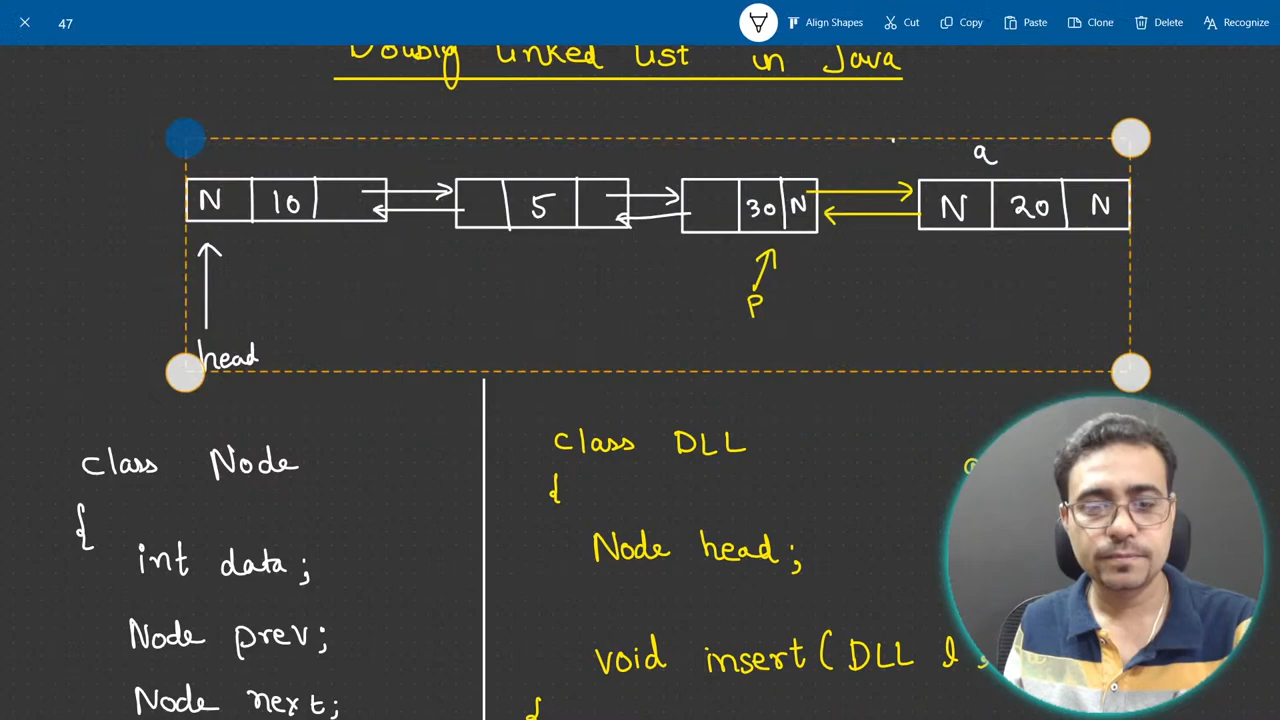 47 Align Shapes Cut Copy Paste Clone Delete Recognize
Doubly linked list in Java
a
N 10 5 30 N N 20 N
P
head
class Node
{
int data;
Node prev;
Node next;
class DLL
{
Node head;
void insert( DLL l,
{